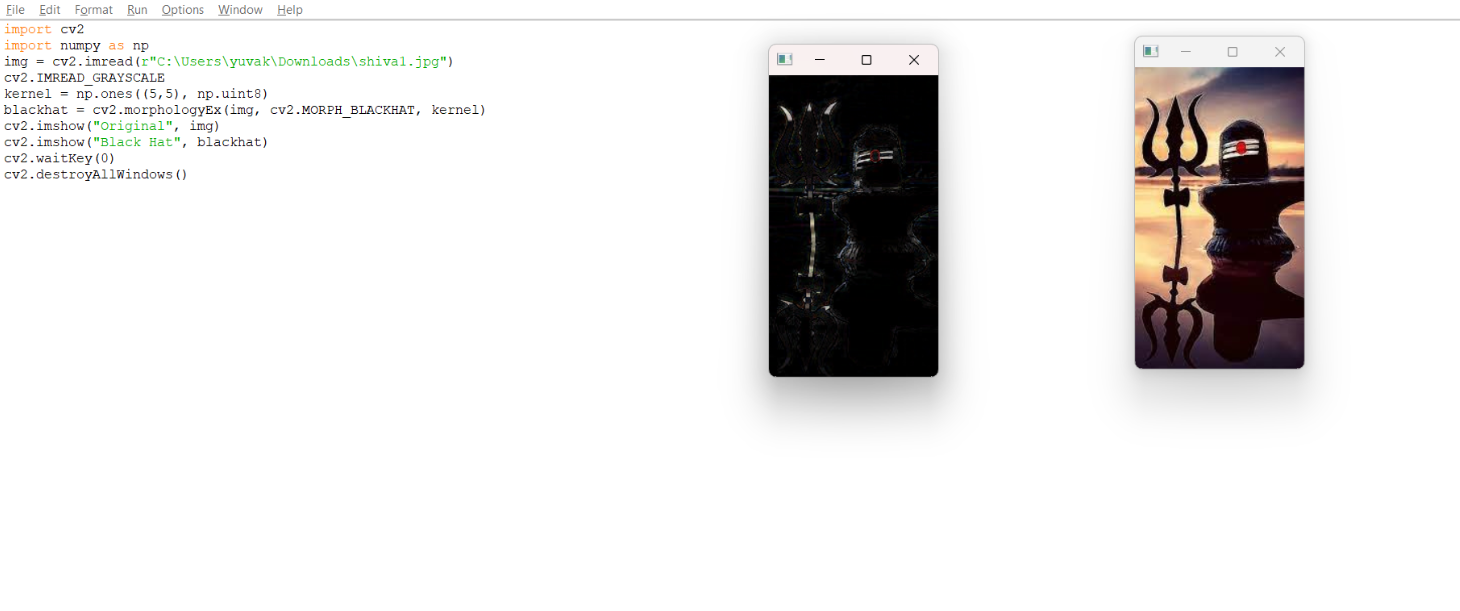 File Edit Format Run Options Window Help
import cv2
import numpy as np
img = cv2.imread(r"C:\Users\yuvak\Downloads\shiva1.jpg")
cv2.IMREAD_GRAYSCALE
kernel = np.ones((5,5), np.uint8)
blackhat = cv2.morphologyEx(img, cv2.MORPH_BLACKHAT, kernel)
cv2.imshow("Original", img)
cv2.imshow("Black Hat", blackhat)
cv2.waitKey(0)
cv2.destroyAllWindows()